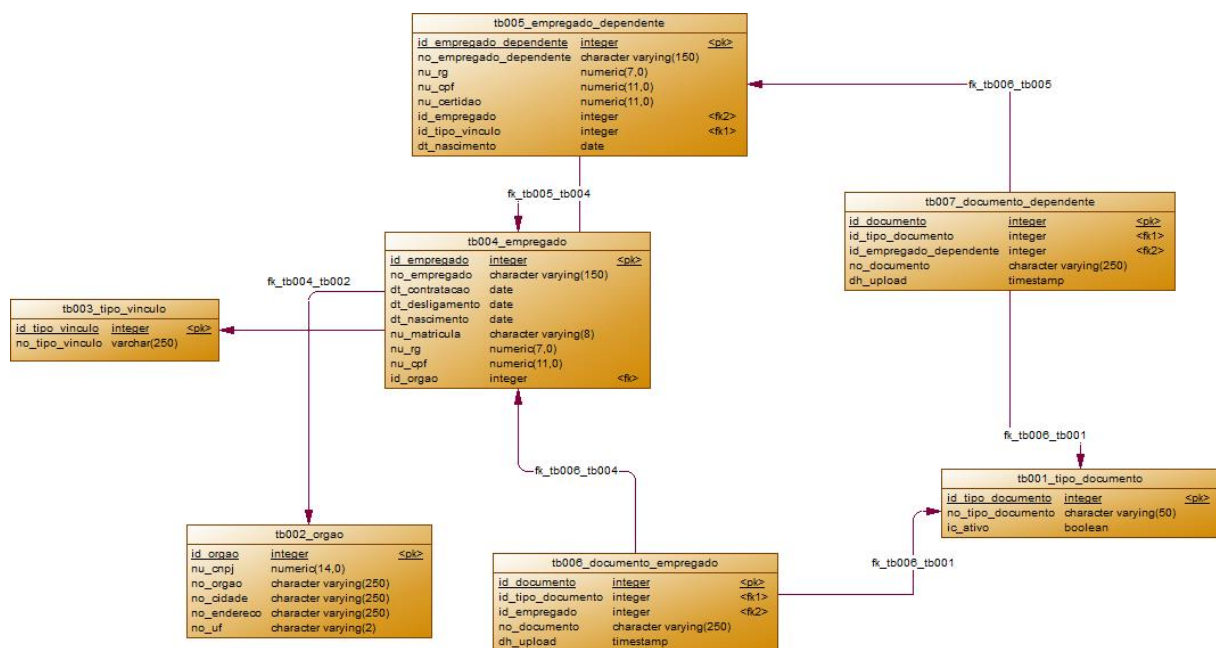 tb005_empregado_dependente
id_empregado_dependente integer <pk>
no_empregado_dependente character varying(150)
nu_rg numeric(7,0)
nu_cpf numeric(11,0)
nu_certidao numeric(11,0)
id_empregado integer <fk2>
id_tipo_vinculo integer <fk1>
dt_nascimento date
fk_tb006_tb005
fk_tb005_tb004
tb007_documento_dependente
id_documento integer <pk>
id_tipo_documento integer <fk1>
id_empregado_dependente integer <fk2>
no_documento character varying(250)
dh_upload timestamp
tb004_empregado
id_empregado integer <pk>
no_empregado character varying(150)
dt_contratacao date
dt_desligamento date
dt_nascimento date
nu_matricula character varying(8)
nu_rg numeric(7,0)
nu_cpf numeric(11,0)
id_orgao integer <fk>
fk_tb004_tb002
tb003_tipo_vinculo
id_tipo_vinculo integer <pk>
no_tipo_vinculo varchar(250)
fk_tb006_tb001
fk_tb006_tb004
tb001_tipo_documento
id_tipo_documento integer <pk>
no_tipo_documento character varying(50)
ic_ativo boolean
tb002_orgao
id_orgao integer <pk>
nu_cnpj numeric(14,0)
no_orgao character varying(250)
no_cidade character varying(250)
no_endereco character varying(250)
no_uf character varying(2)
tb006_documento_empregado
id_documento integer <pk>
id_tipo_documento integer <fk1>
id_empregado integer <fk2>
no_documento character varying(250)
dh_upload timestamp
fk_tb006_tb001